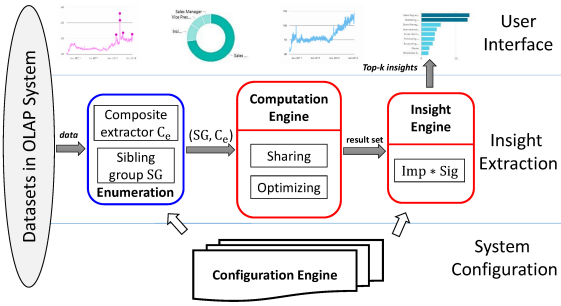 Sales Manager
Vice Pres...
Sales ...
User
Interface
Top-k insights
Datasets in OLAP System
data
Composite
extractor Ce
Sibling
group SG
Enumeration
(SG, Ce)
Computation
Engine
Sharing
Optimizing
result set
Insight
Engine
Imp ∗ Sig
Insight
Extraction
Configuration Engine
System
Configuration